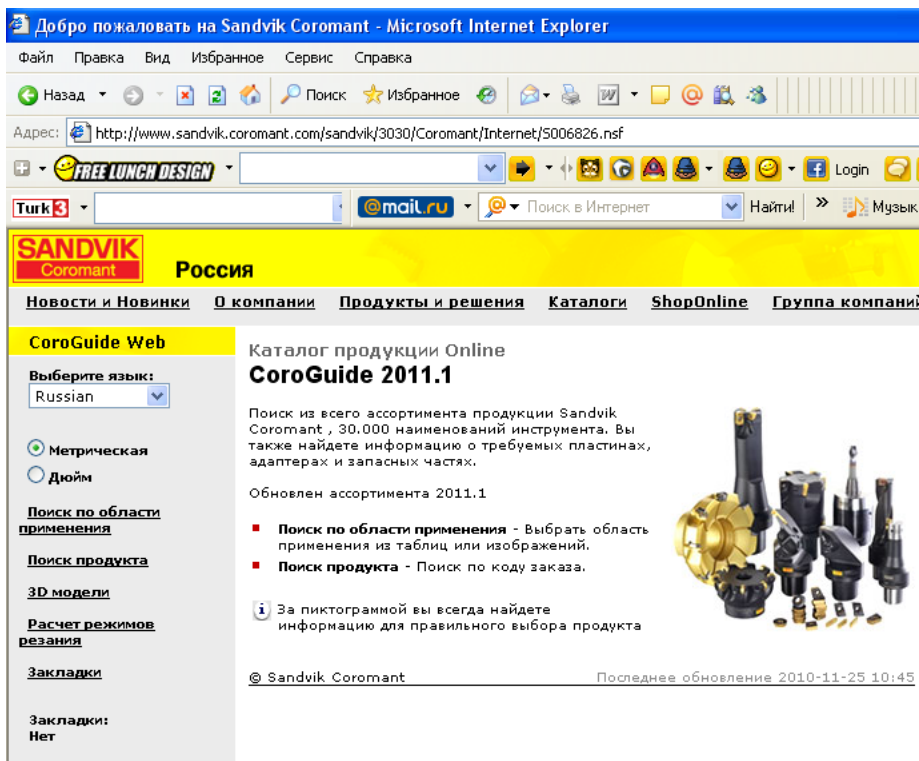 Добро пожаловать на Sandvik Coromant - Microsoft Internet Explorer
Файл Правка Вид Избранное Сервис Справка
Назад Поиск Избранное
Адрес: http://www.sandvik.coromant.com/sandvik/3030/Coromant/Internet/S006826.nsf
FREE LUNCH DESIGN Login
Turk3 @mail.ru Поиск в Интернет Найти! » Музык
SANDVIK
Coromant
Россия
Новости и Новинки О компании Продукты и решения Каталоги ShopOnline Группа компаний
CoroGuide Web
Выберите язык:
Russian
Метрическая
Дюйм
Поиск по области
применения
Поиск продукта
3D модели
Расчет режимов
резания
Закладки
Закладки:
Нет
Каталог продукции Online
CoroGuide 2011.1
Поиск из всего ассортимента продукции Sandvik
Coromant , 30.000 наименований инструмента. Вы
также найдете информацию о требуемых пластинах,
адаптерах и запасных частях.
Обновлен ассортимента 2011.1
Поиск по области применения - Выбрать область
применения из таблиц или изображений.
Поиск продукта - Поиск по коду заказа.
За пиктограммой вы всегда найдете
информацию для правильного выбора продукта
© Sandvik Coromant Последнее обновление 2010-11-25 10:45